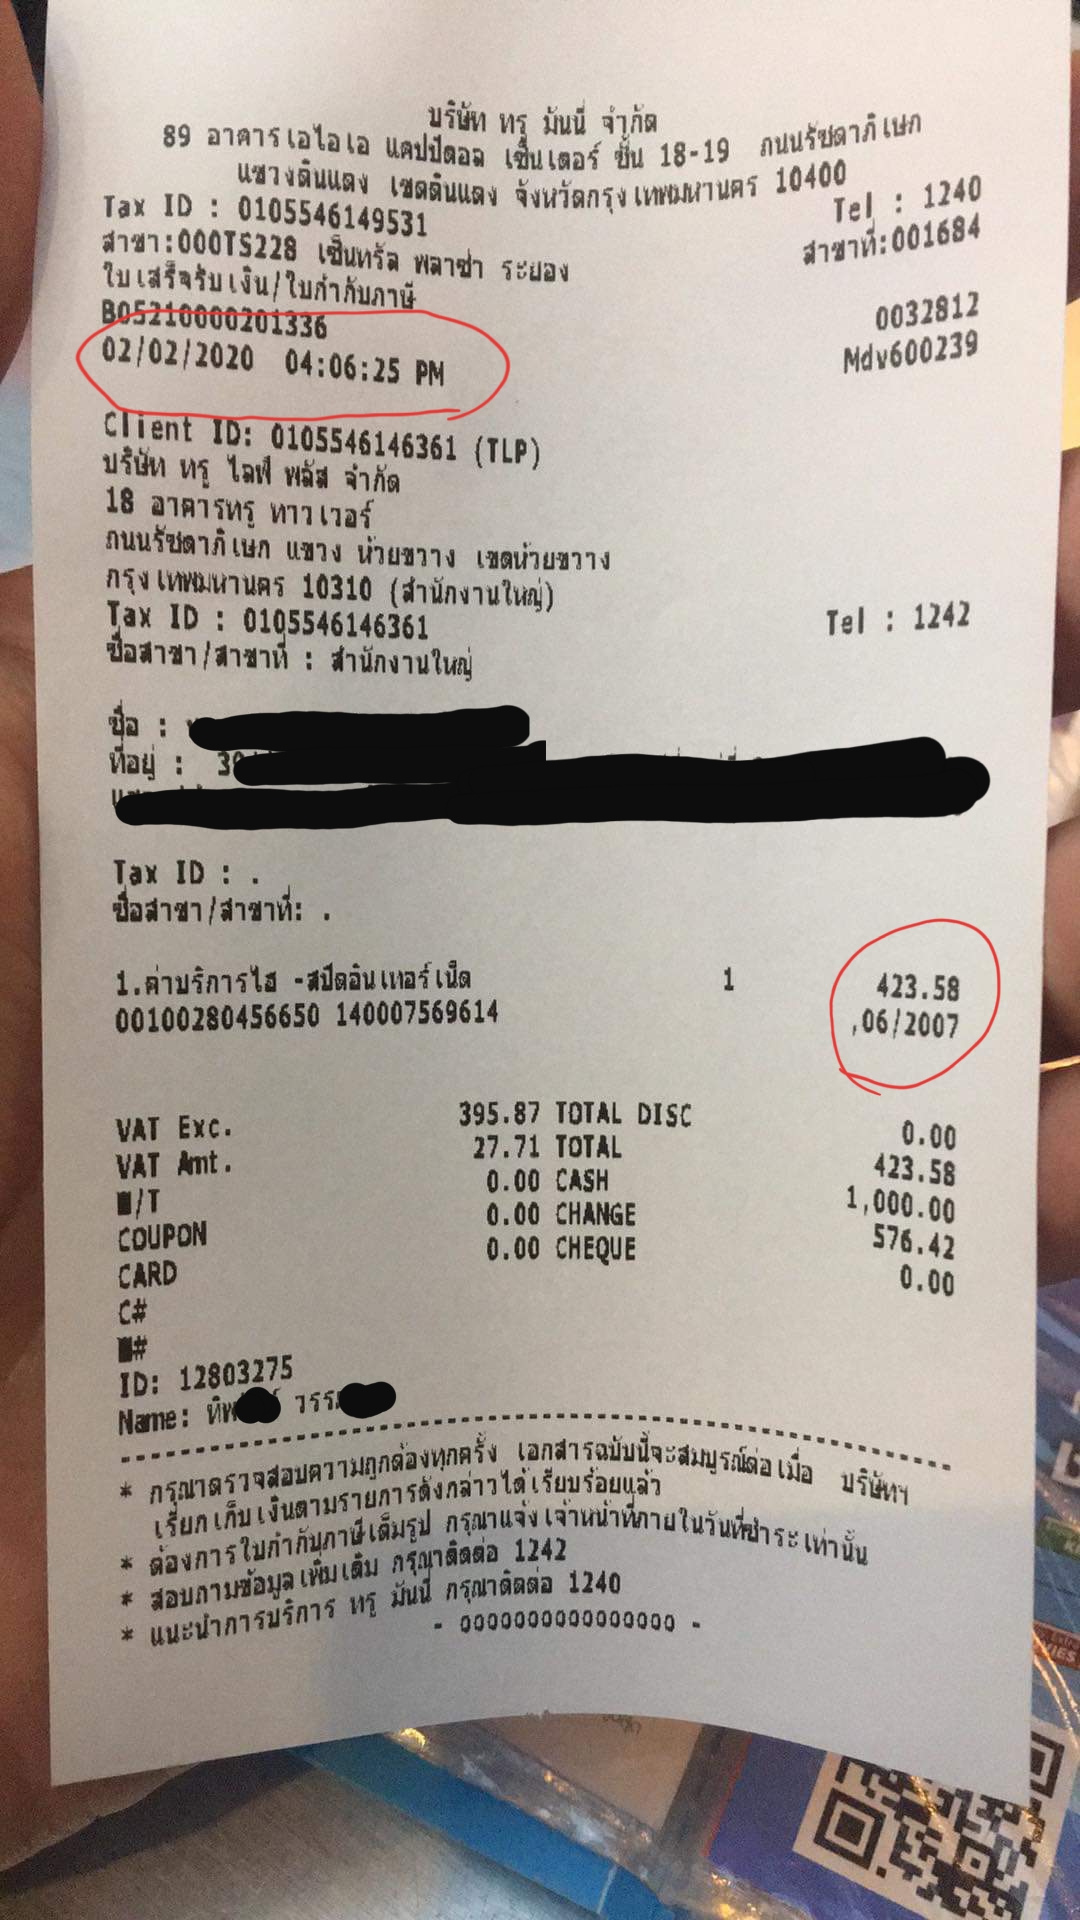 บริษัท ทรู มันนี่ จำกัด
89 อาคารเอไอเอ แคปปิตอล เซ็นเตอร์ ชั้น 18-19 ถนนรัชดาภิเษก
แขวงดินแดง เขตดินแดง จังหวัดกรุงเทพมหานคร 10400
Tax ID : 0105546149531 Tel : 1240
สาขา:000TS228 เซ็นทรัล พลาซ่า ระยอง สาขาที่:001684
ใบเสร็จรับเงิน/ใบกำกับภาษี
B05210000201336 0032812
02/02/2020 04:06:25 PM Mdv600239
Client ID: 0105546146361 (TLP)
บริษัท ทรู ไลฟ์ พลัส จำกัด
18 อาคารทรู ทาวเวอร์
ถนนรัชดาภิเษก แขวง ห้วยขวาง เขตห้วยขวาง
กรุงเทพมหานคร 10310 (สำนักงานใหญ่)
Tax ID : 0105546146361 Tel : 1242
ชื่อสาขา/สาขาที่ : สำนักงานใหญ่
ชื่อ :
ที่อยู่ : 39
Tax ID : .
ชื่อสาขา/สาขาที่: .
1.ค่าบริการไฮ -สปีดอินเทอร์เน็ต 1 423.58
00100280456650 140007569614 ,06/2007
VAT Exc. 395.87 TOTAL DISC 0.00
VAT Amt. 27.71 TOTAL 423.58
W/T 0.00 CASH 1,000.00
COUPON 0.00 CHANGE 576.42
CARD 0.00 CHEQUE 0.00
C#
W#
ID: 12803275
Name: ทิพ วรร
* กรุณาตรวจสอบความถูกต้องทุกครั้ง เอกสารฉบับนี้จะสมบูรณ์ต่อเมื่อ บริษัทฯ
เรียกเก็บเงินตามรายการดังกล่าวได้เรียบร้อยแล้ว
* ต้องการใบกำกับภาษีเต็มรูป กรุณาแจ้งเจ้าหน้าที่ภายในวันที่ชำระเท่านั้น
* สอบถามข้อมูลเพิ่มเติม กรุณาติดต่อ 1242
* แนะนำการบริการ ทรู มันนี่ กรุณาติดต่อ 1240
- 0000000000000000 -